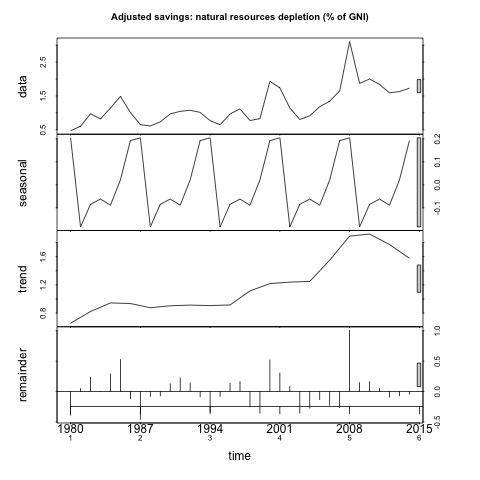 Adjusted savings: natural resources depletion (% of GNI)
data
0.5 1.5 2.5
seasonal
-0.1 0.0 0.1 0.2
trend
0.8 1.2 1.6
remainder
-0.5 0.0 0.5 1.0
1980 1987 1994 2001 2008 2015
1 2 3 4 5 6
time